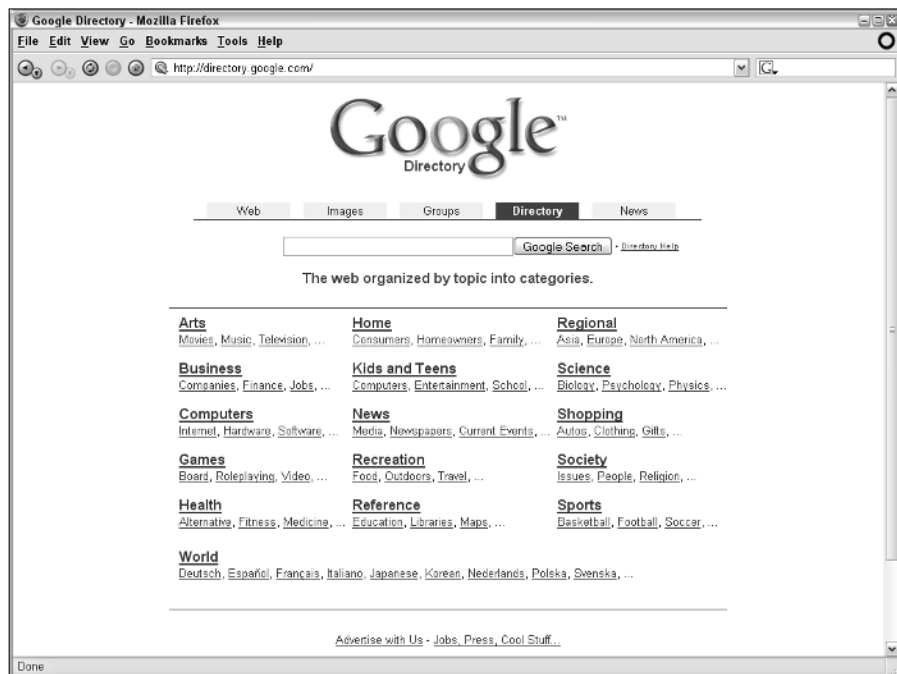 Google Directory - Mozilla Firefox
File Edit View Go Bookmarks Tools Help
http://directory.google.com/ G
Google™
Directory
Web Images Groups Directory News
Google Search • Directory Help
The web organized by topic into categories.
Arts Home Regional
Movies, Music, Television, ... Consumers, Homeowners, Family, ... Asia, Europe, North America, ...
Business Kids and Teens Science
Companies, Finance, Jobs, ... Computers, Entertainment, School, ... Biology, Psychology, Physics, ...
Computers News Shopping
Internet, Hardware, Software, ... Media, Newspapers, Current Events, ... Autos, Clothing, Gifts, ...
Games Recreation Society
Board, Roleplaying, Video, ... Food, Outdoors, Travel, ... Issues, People, Religion, ...
Health Reference Sports
Alternative, Fitness, Medicine, ... Education, Libraries, Maps, ... Basketball, Football, Soccer, ...
World
Deutsch, Español, Français, Italiano, Japanese, Korean, Nederlands, Polska, Svenska, ...
Advertise with Us - Jobs, Press, Cool Stuff...
Done